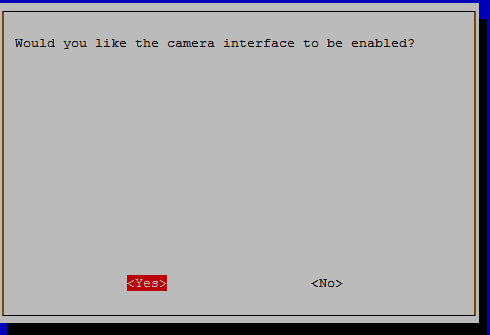 Would you like the camera interface to be enabled?
<Yes> <No>